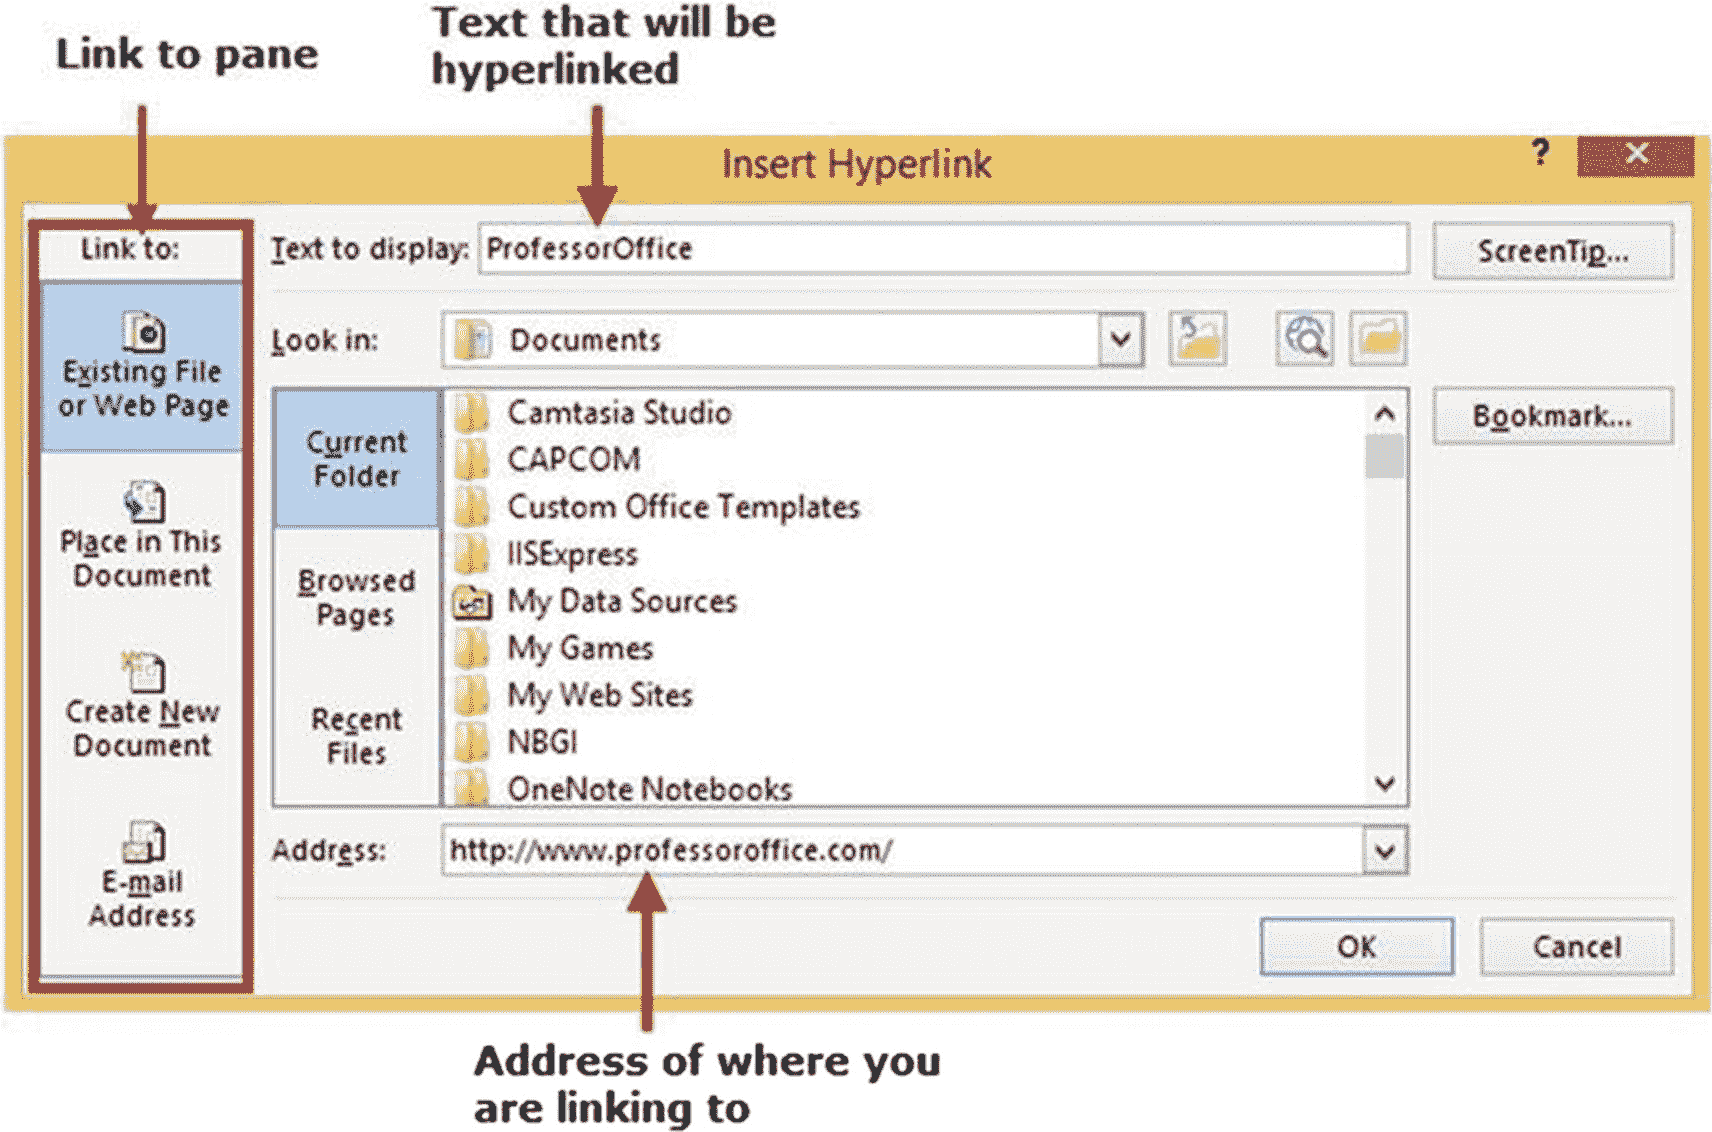 Link to pane
Text that will be
hyperlinked
Insert Hyperlink
?
Link to:
Text to display:
ProfessorOffice
ScreenTip...
Existing File
or Web Page
Look in:
Documents
Current
Folder
Camtasia Studio
CAPCOM
Custom Office Templates
IISExpress
My Data Sources
My Games
My Web Sites
NBGI
OneNote Notebooks
Bookmark...
Place in This
Document
Browsed
Pages
Create New
Document
Recent
Files
E-mail
Address
Address:
http://www.professoroffice.com/
OK
Cancel
Address of where you
are linking to